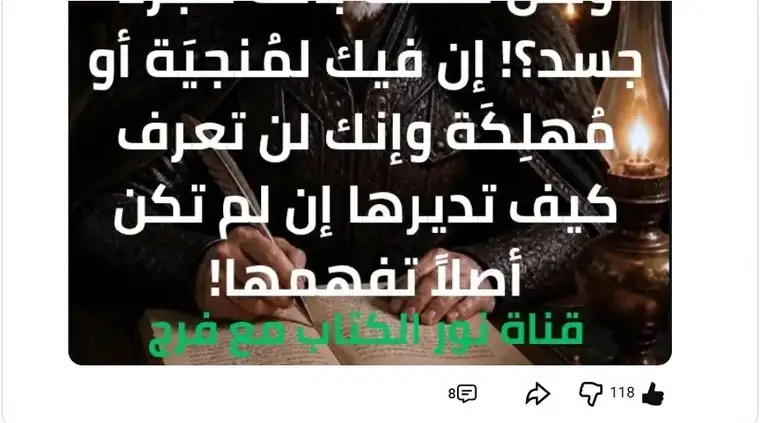 جسد؟! إن فيك لمُنجيَة أو
مُهلِكَة وإنك لن تعرف
كيف تديرها إن لم تكن
أصلاً تفهمها!
قناة نور الكتاب مع فرج
8
118